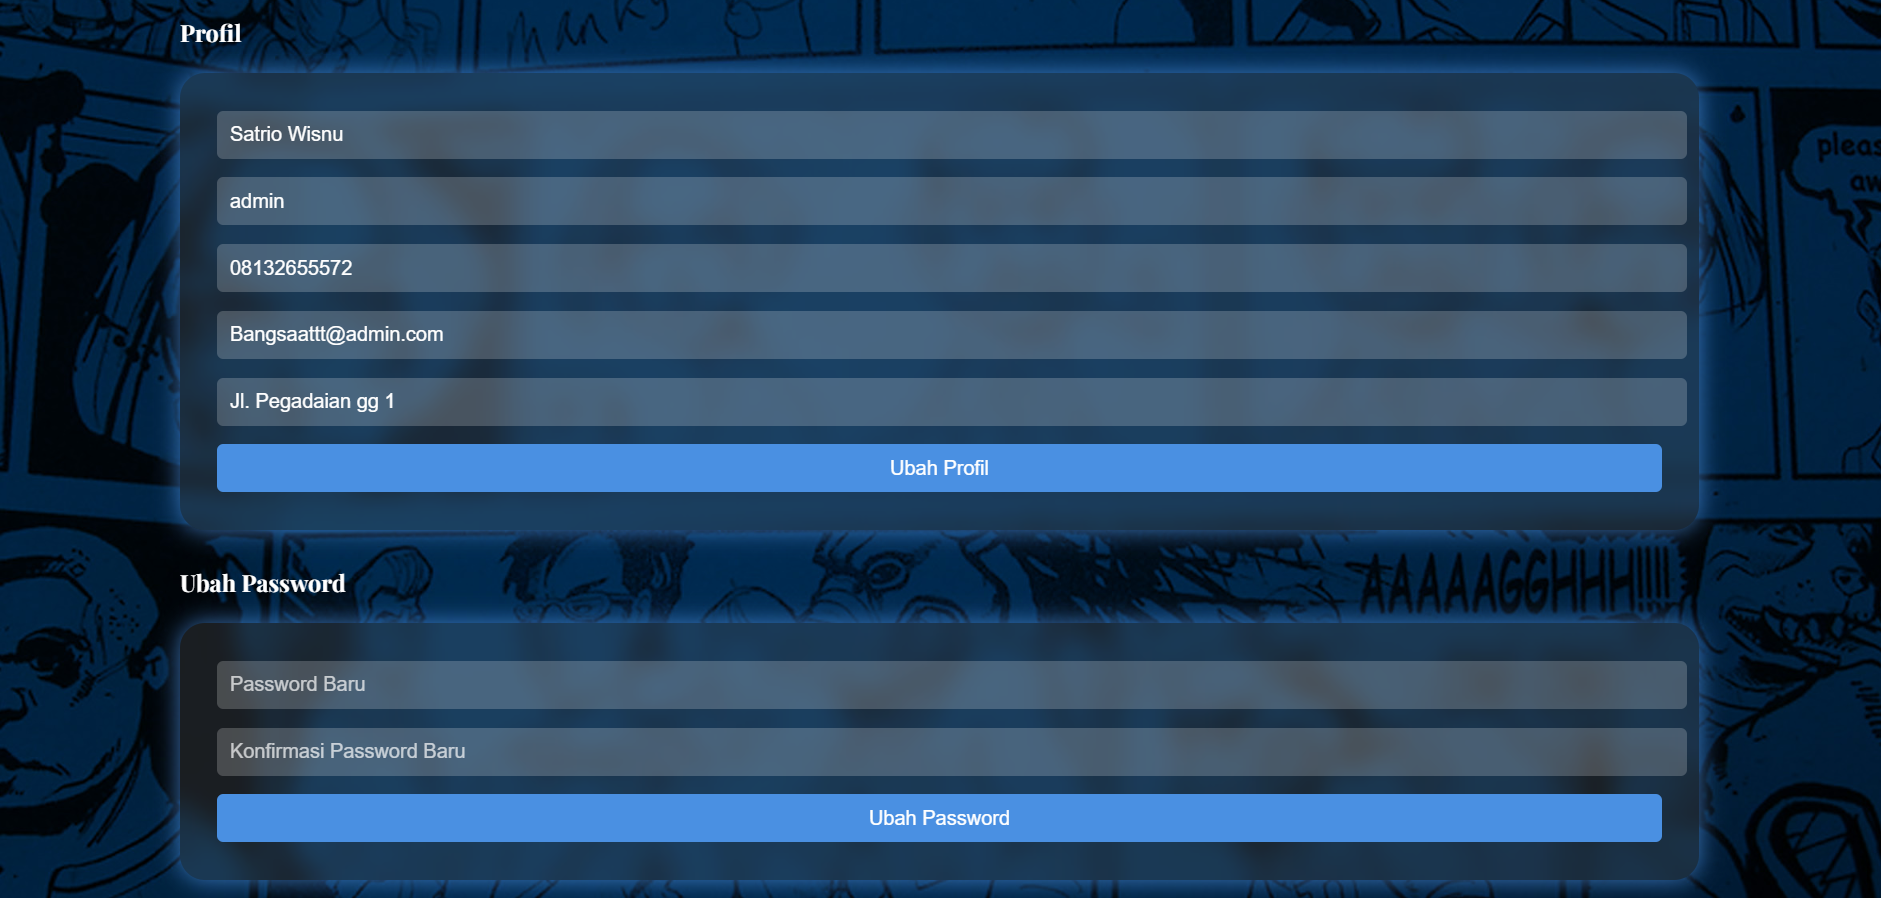 Profil
Satrio Wisnu
admin
08132655572
Bangsaattt@admin.com
Jl. Pegadaian gg 1
Ubah Profil
Ubah Password
AAAAAGGHHH!!!!
Password Baru
Konfirmasi Password Baru
Ubah Password